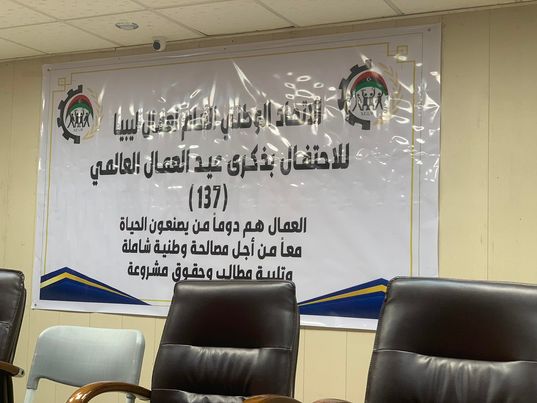 الاتحاد الوطني العام لعمال ليبيا
للاحتفال بذكرى عيد العمال العالمي
(137)
العمال هم دوماً من يصنعون الحياة
معاً من أجل مصالحة وطنية شاملة
وتلبية مطالب وحقوق مشروعة